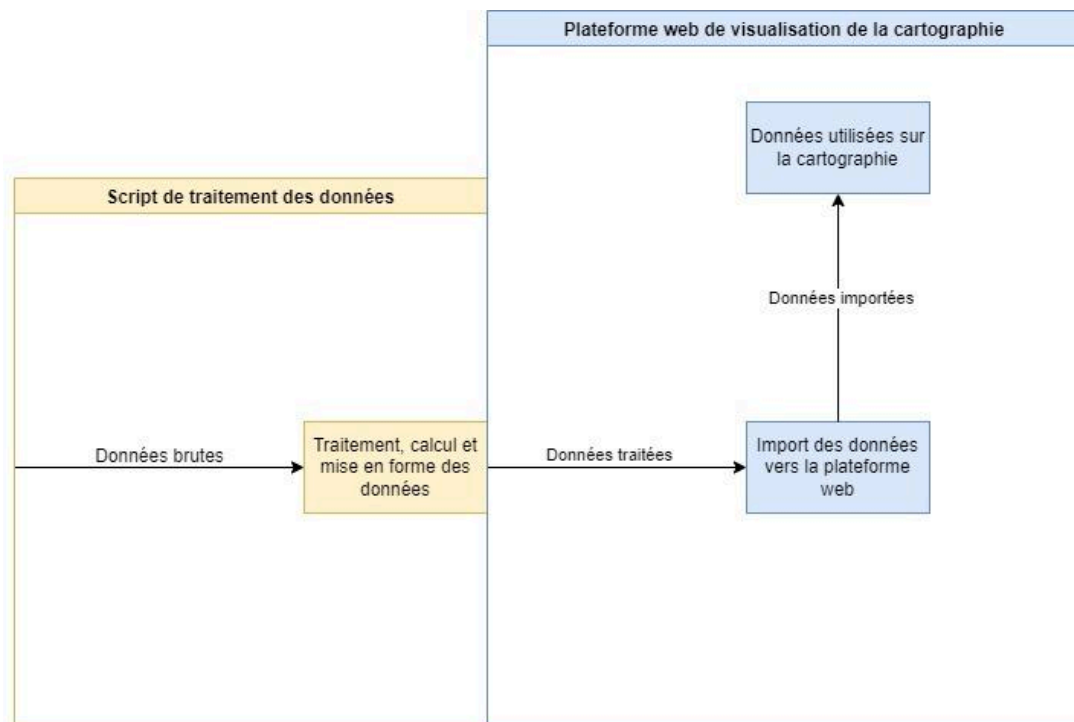 Plateforme web de visualisation de la cartographie
Données utilisées sur
la cartographie
Script de traitement des données
Données importées
Données brutes
Traitement, calcul et
mise en forme des
données
Données traitées
Import des données
vers la plateforme
web